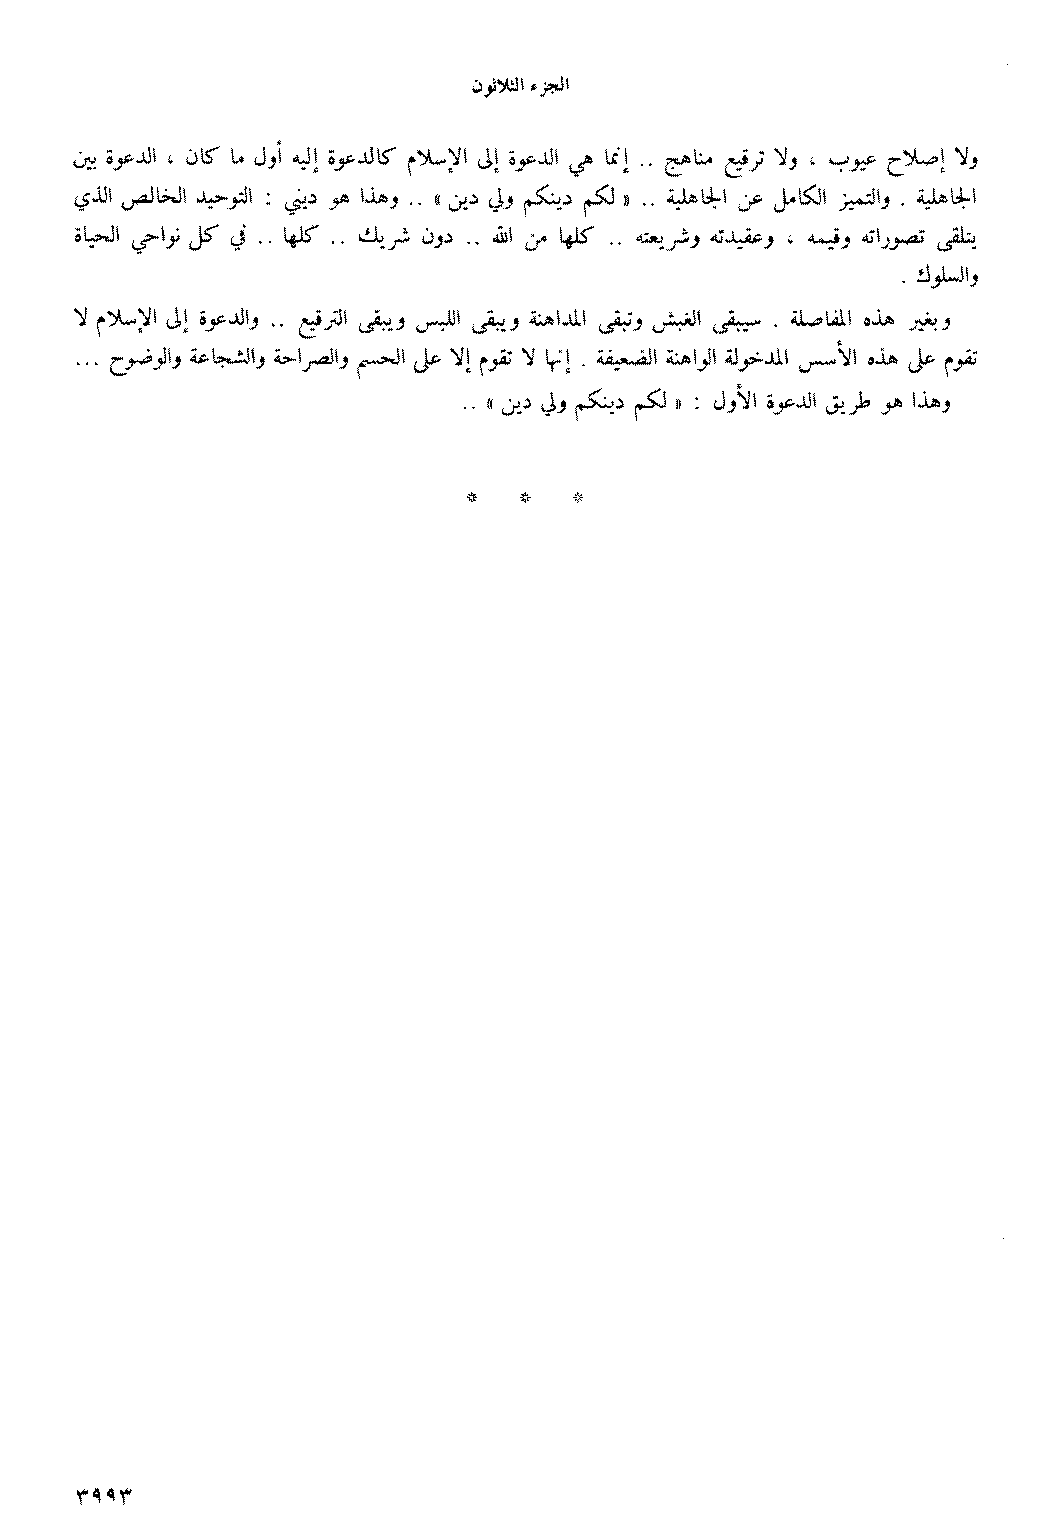 الجزء الثلاثون
ولا إصلاح عيوب ، ولا ترقيع مناهج .. إنما هي الدعوة إلى الإسلام كالدعوة إليه أول ما كان ، الدعوة بين
الجاهلية . والتميز الكامل عن الجاهلية .. « لكم دينكم ولي دين » .. وهذا هو ديني : التوحيد الخالص الذي
يتلقى تصوراته وقيمه ، وعقيدته وشريعته .. كلها من الله .. دون شريك .. كلها .. في كل نواحي الحياة
والسلوك .
وبغير هذه المفاصلة . سيبقى الغبش وتبقى المداهنة ويبقى اللبس ويبقى الترقيع .. والدعوة إلى الإسلام لا
تقوم على هذه الأسس المدخولة الواهنة الضعيفة . إنها لا تقوم إلا على الحسم والصراحة والشجاعة والوضوح ...
وهذا هو طريق الدعوة الأول : « لكم دينكم ولي دين » ..
* * *
٣٩٩٣